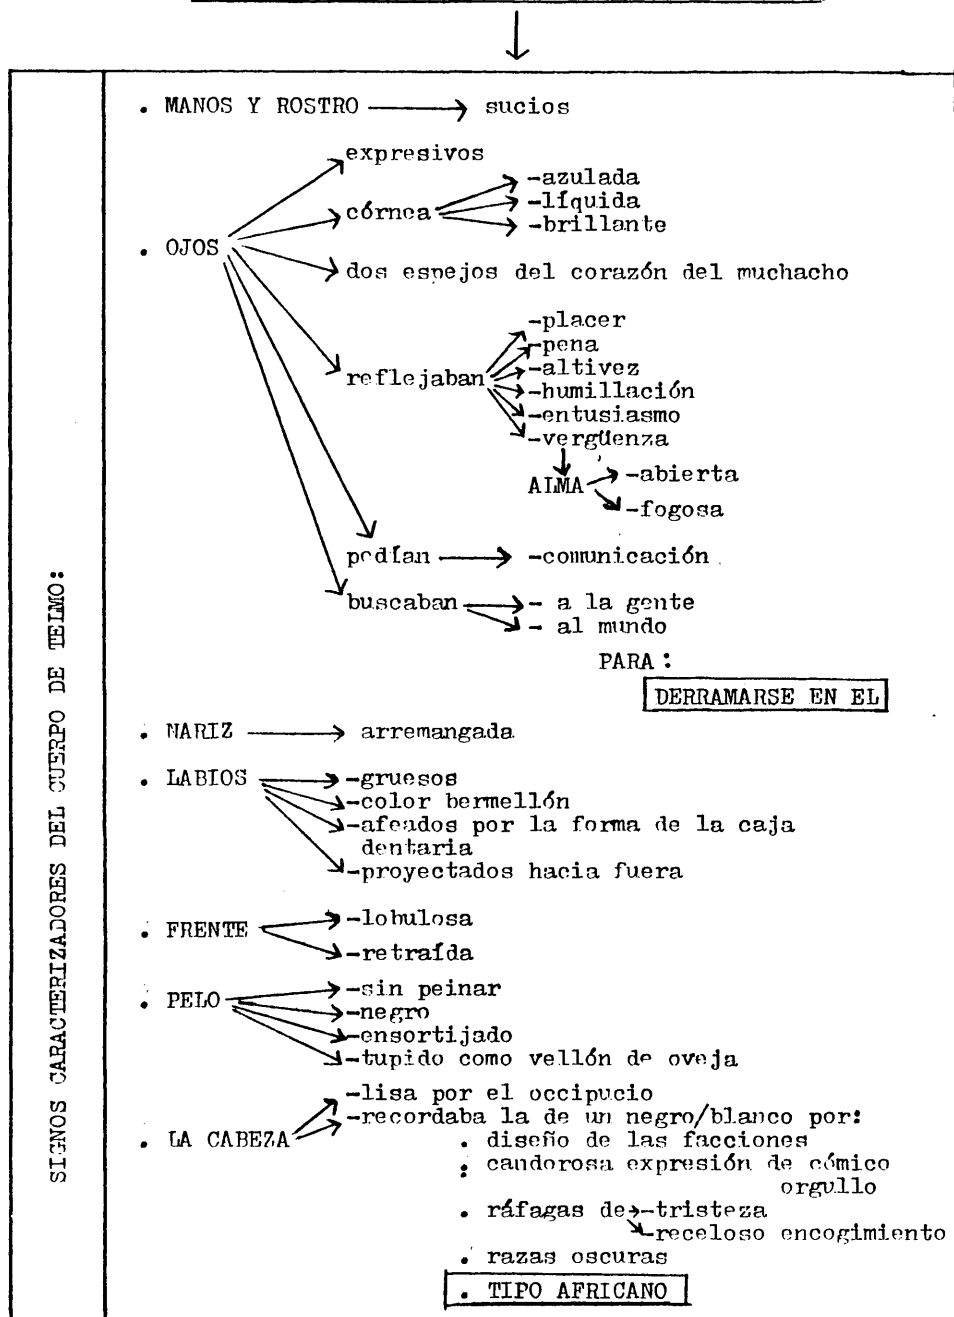 SIGNOS CARACTERIZADORES DEL CUERPO DE TELMO:
. MANOS Y ROSTRO → sucios
. OJOS
expresivos
córnea
-azulada
-líquida
-brillante
dos espejos del corazón del muchacho
reflejaban
-placer
-pena
-altivez
-humillación
-entusiasmo
-vergüenza
ALMA
-abierta
-fogosa
pedían → -comunicación
buscaban
- a la gente
- al mundo
PARA :
DERRAMARSE EN EL
. NARIZ → arremangada
. LABIOS
-gruesos
-color bermellón
-afeados por la forma de la caja
dentaria
-proyectados hacia fuera
. FRENTE
-lobulosa
-retraída
. PELO
-sin peinar
-negro
-ensortijado
-tupido como vellón de oveja
. LA CABEZA
-lisa por el occipucio
-recordaba la de un negro/blanco por:
. diseño de las facciones
. candorosa expresión de cómico
orgullo
. ráfagas de →-tristeza
-receloso encogimiento
. razas oscuras
. TIPO AFRICANO